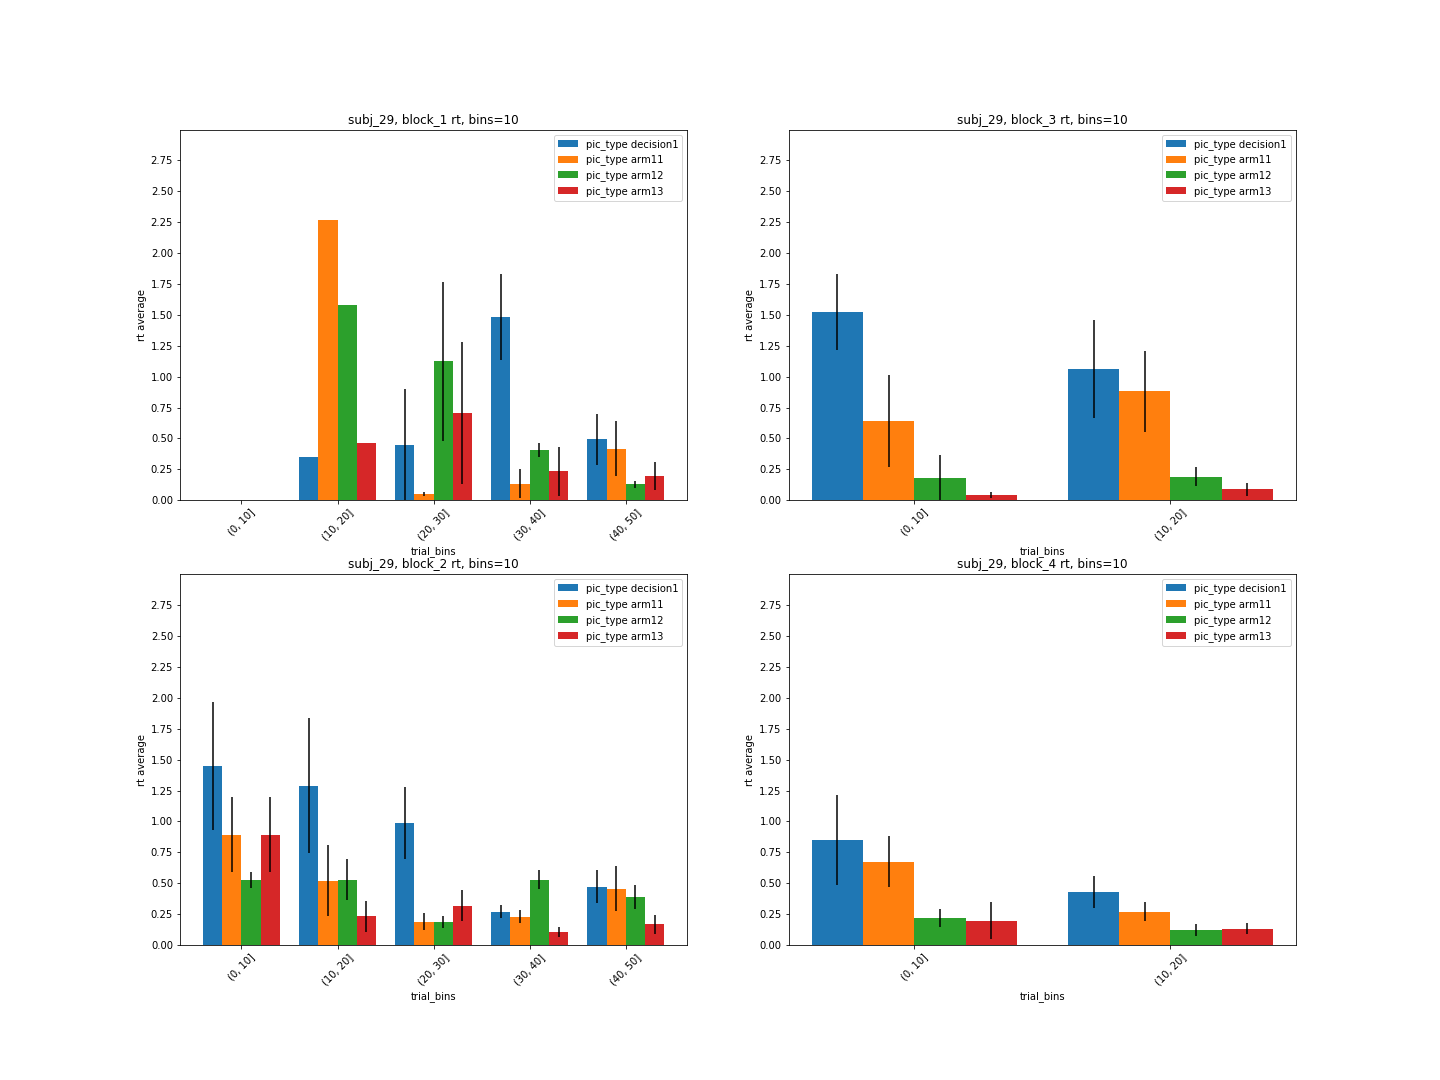 subj_29, block_1 rt, bins=10
pic_type decision1
pic_type arm11
pic_type arm12
pic_type arm13
2.75
2.50
2.25
2.00
1.75
1.50
1.25
1.00
0.75
0.50
0.25
0.00
rt average
(0, 10]
(10, 20]
(20, 30]
(30, 40]
(40, 50]
trial_bins
subj_29, block_3 rt, bins=10
pic_type decision1
pic_type arm11
pic_type arm12
pic_type arm13
2.75
2.50
2.25
2.00
1.75
1.50
1.25
1.00
0.75
0.50
0.25
0.00
rt average
(0, 10]
(10, 20]
trial_bins
subj_29, block_2 rt, bins=10
pic_type decision1
pic_type arm11
pic_type arm12
pic_type arm13
2.75
2.50
2.25
2.00
1.75
1.50
1.25
1.00
0.75
0.50
0.25
0.00
rt average
(0, 10]
(10, 20]
(20, 30]
(30, 40]
(40, 50]
trial_bins
subj_29, block_4 rt, bins=10
pic_type decision1
pic_type arm11
pic_type arm12
pic_type arm13
2.75
2.50
2.25
2.00
1.75
1.50
1.25
1.00
0.75
0.50
0.25
0.00
rt average
(0, 10]
(10, 20]
trial_bins